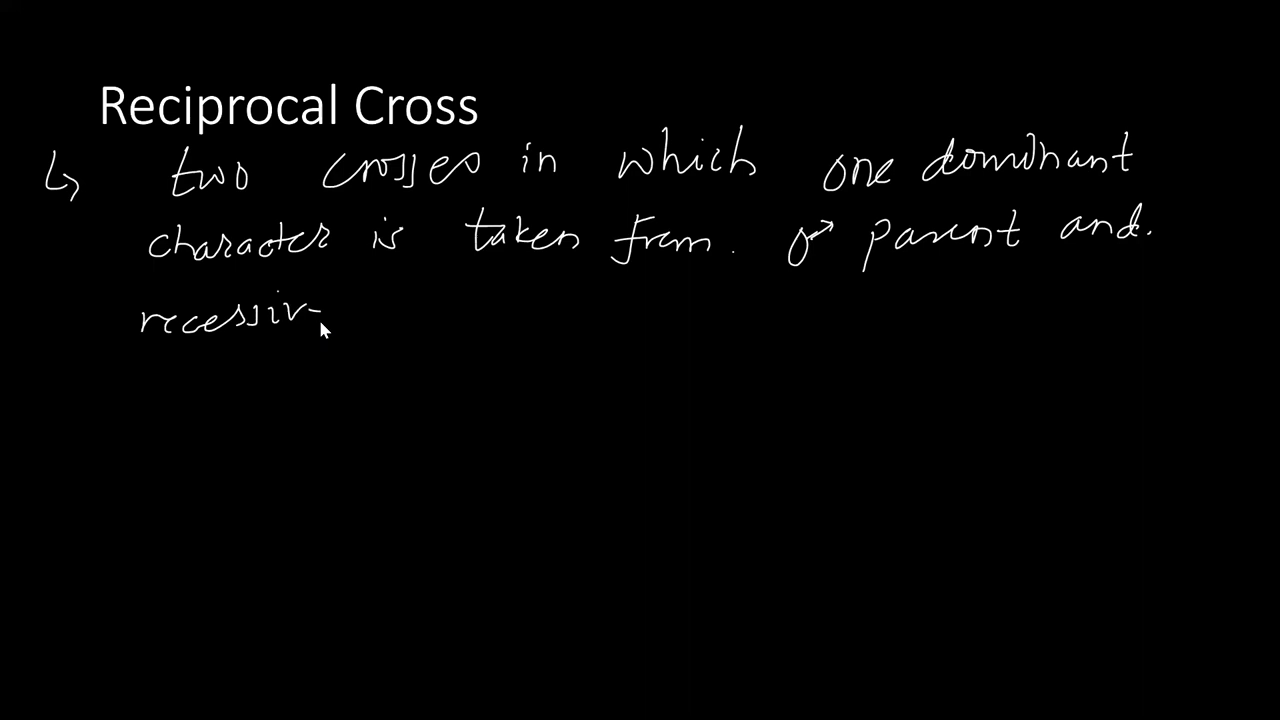 Reciprocal Cross
↳ two crosses in which one dominant
character is taken from. ♂ parent and.
recessiv